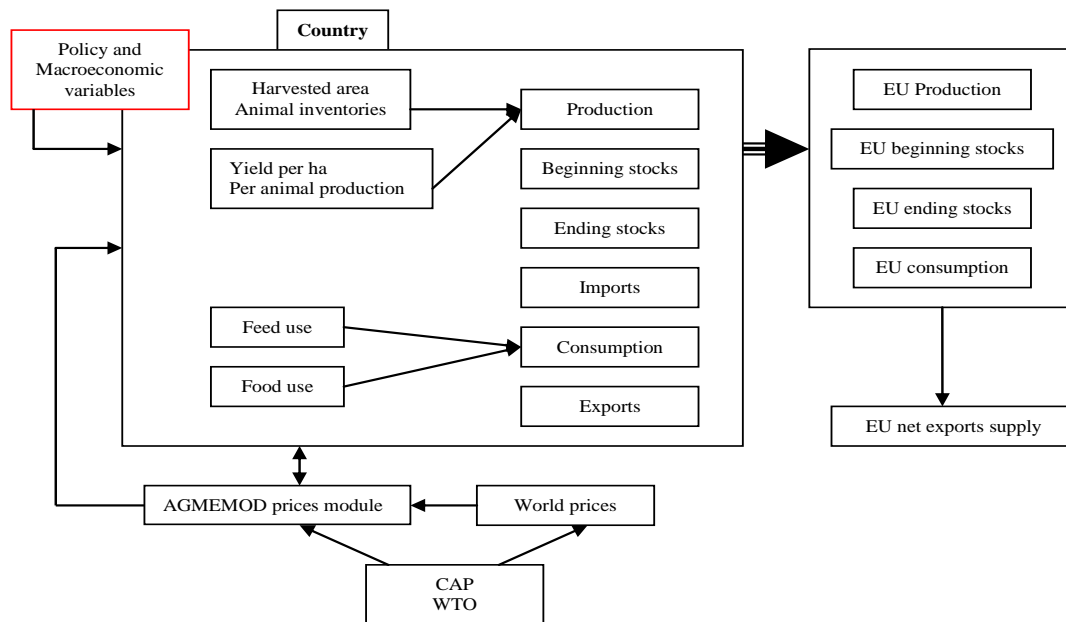 Country
Policy and
Macroeconomic
variables
Harvested area
Animal inventories
Yield per ha
Per animal production
Feed use
Food use
Production
Beginning stocks
Ending stocks
Imports
Consumption
Exports
EU Production
EU beginning stocks
EU ending stocks
EU consumption
EU net exports supply
AGMEMOD prices module
World prices
CAP
WTO